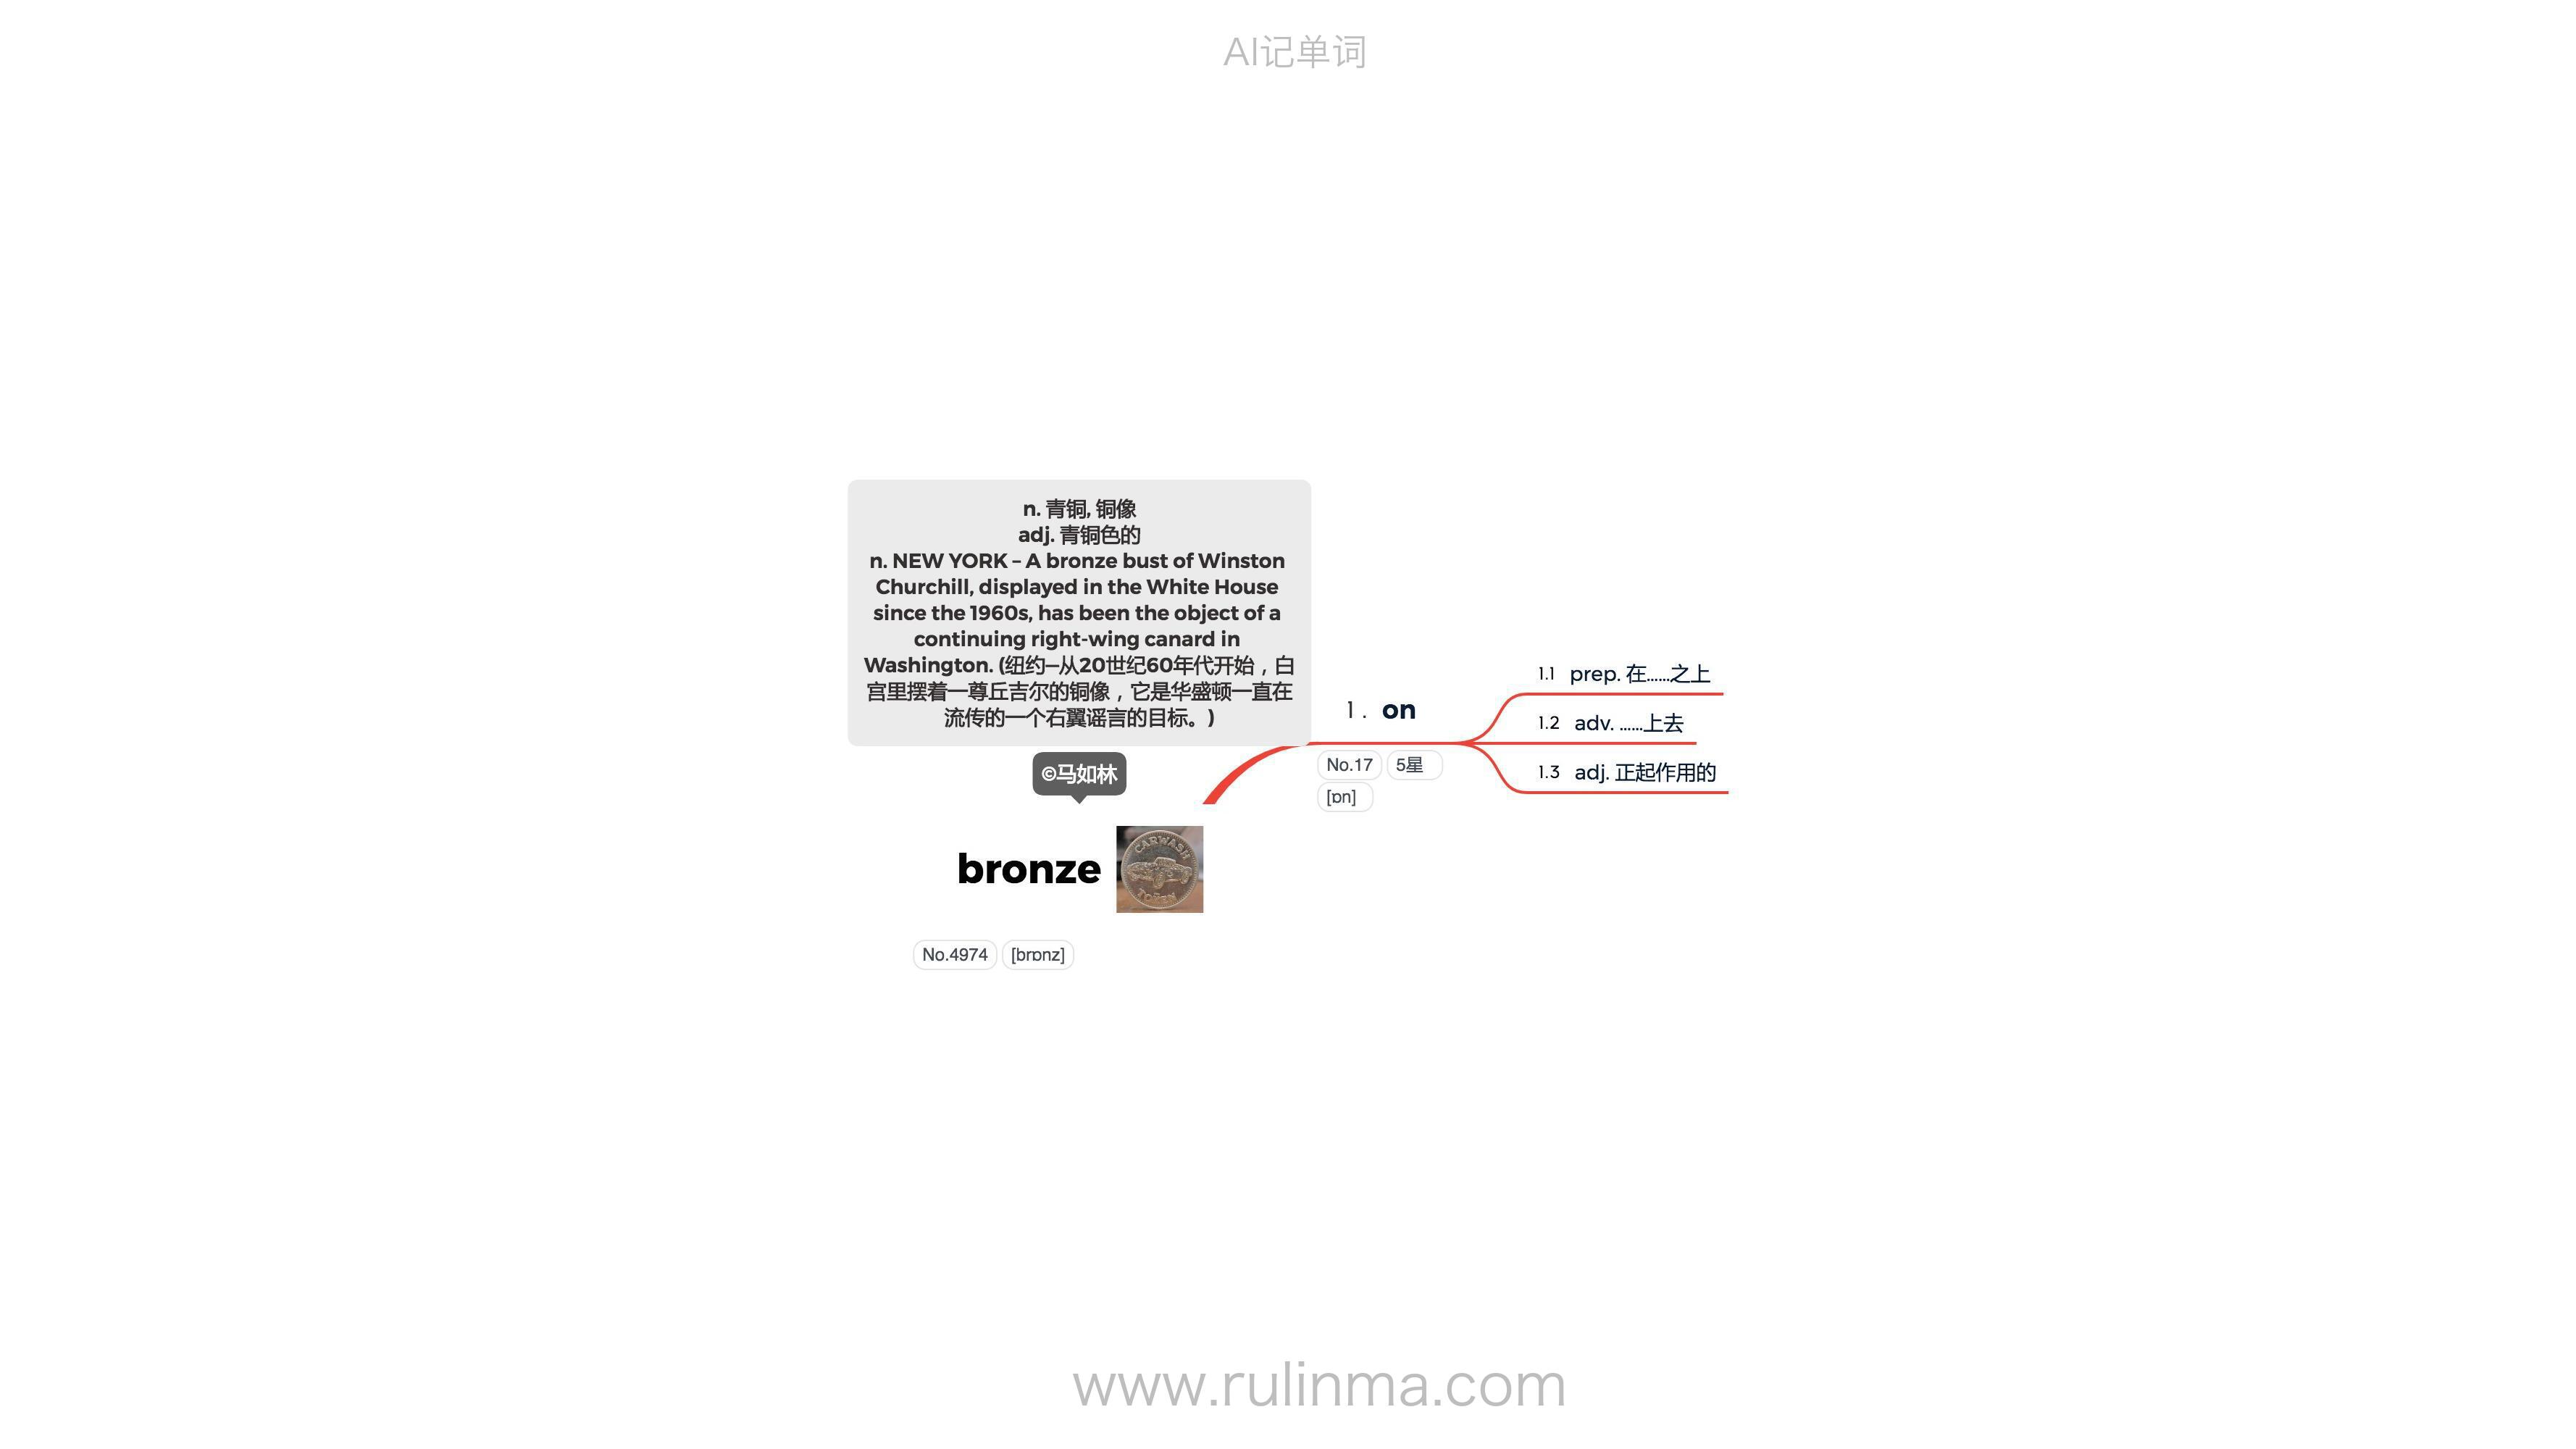 AI记单词
n. 青铜, 铜像
adj. 青铜色的
n. NEW YORK – A bronze bust of Winston
Churchill, displayed in the White House
since the 1960s, has been the object of a
continuing right-wing canard in
Washington. (纽约—从20世纪60年代开始，白
宫里摆着一尊丘吉尔的铜像，它是华盛顿一直在
流传的一个右翼谣言的目标。)
©马如林
bronze
CARWASH
TOKEN
No.4974 [brɒnz]
1. on
No.17 5星
[ɒn]
1.1 prep. 在……之上
1.2 adv. ……上去
1.3 adj. 正起作用的
www.rulinma.com